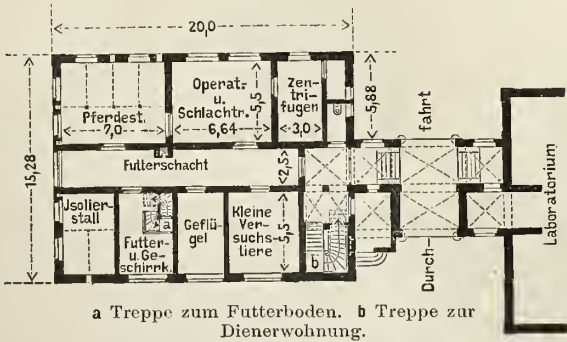 20,0
Operat.-
u.
Schlachtr.
6,64
5,5
Zen-
tri-
fugen
3,0
5,88
Pferdest.
7,0
fahrt
15,28
Futterschacht
2,5
Laboratorium
Jsolier-
stall
a
Futter-
u. Ge-
schirrk.
Geflü-
gel
Kleine
Ver-
suchs-
tiere
5,5
b
Durch-
a Treppe zum Futterboden. b Treppe zur
Dienerwohnung.